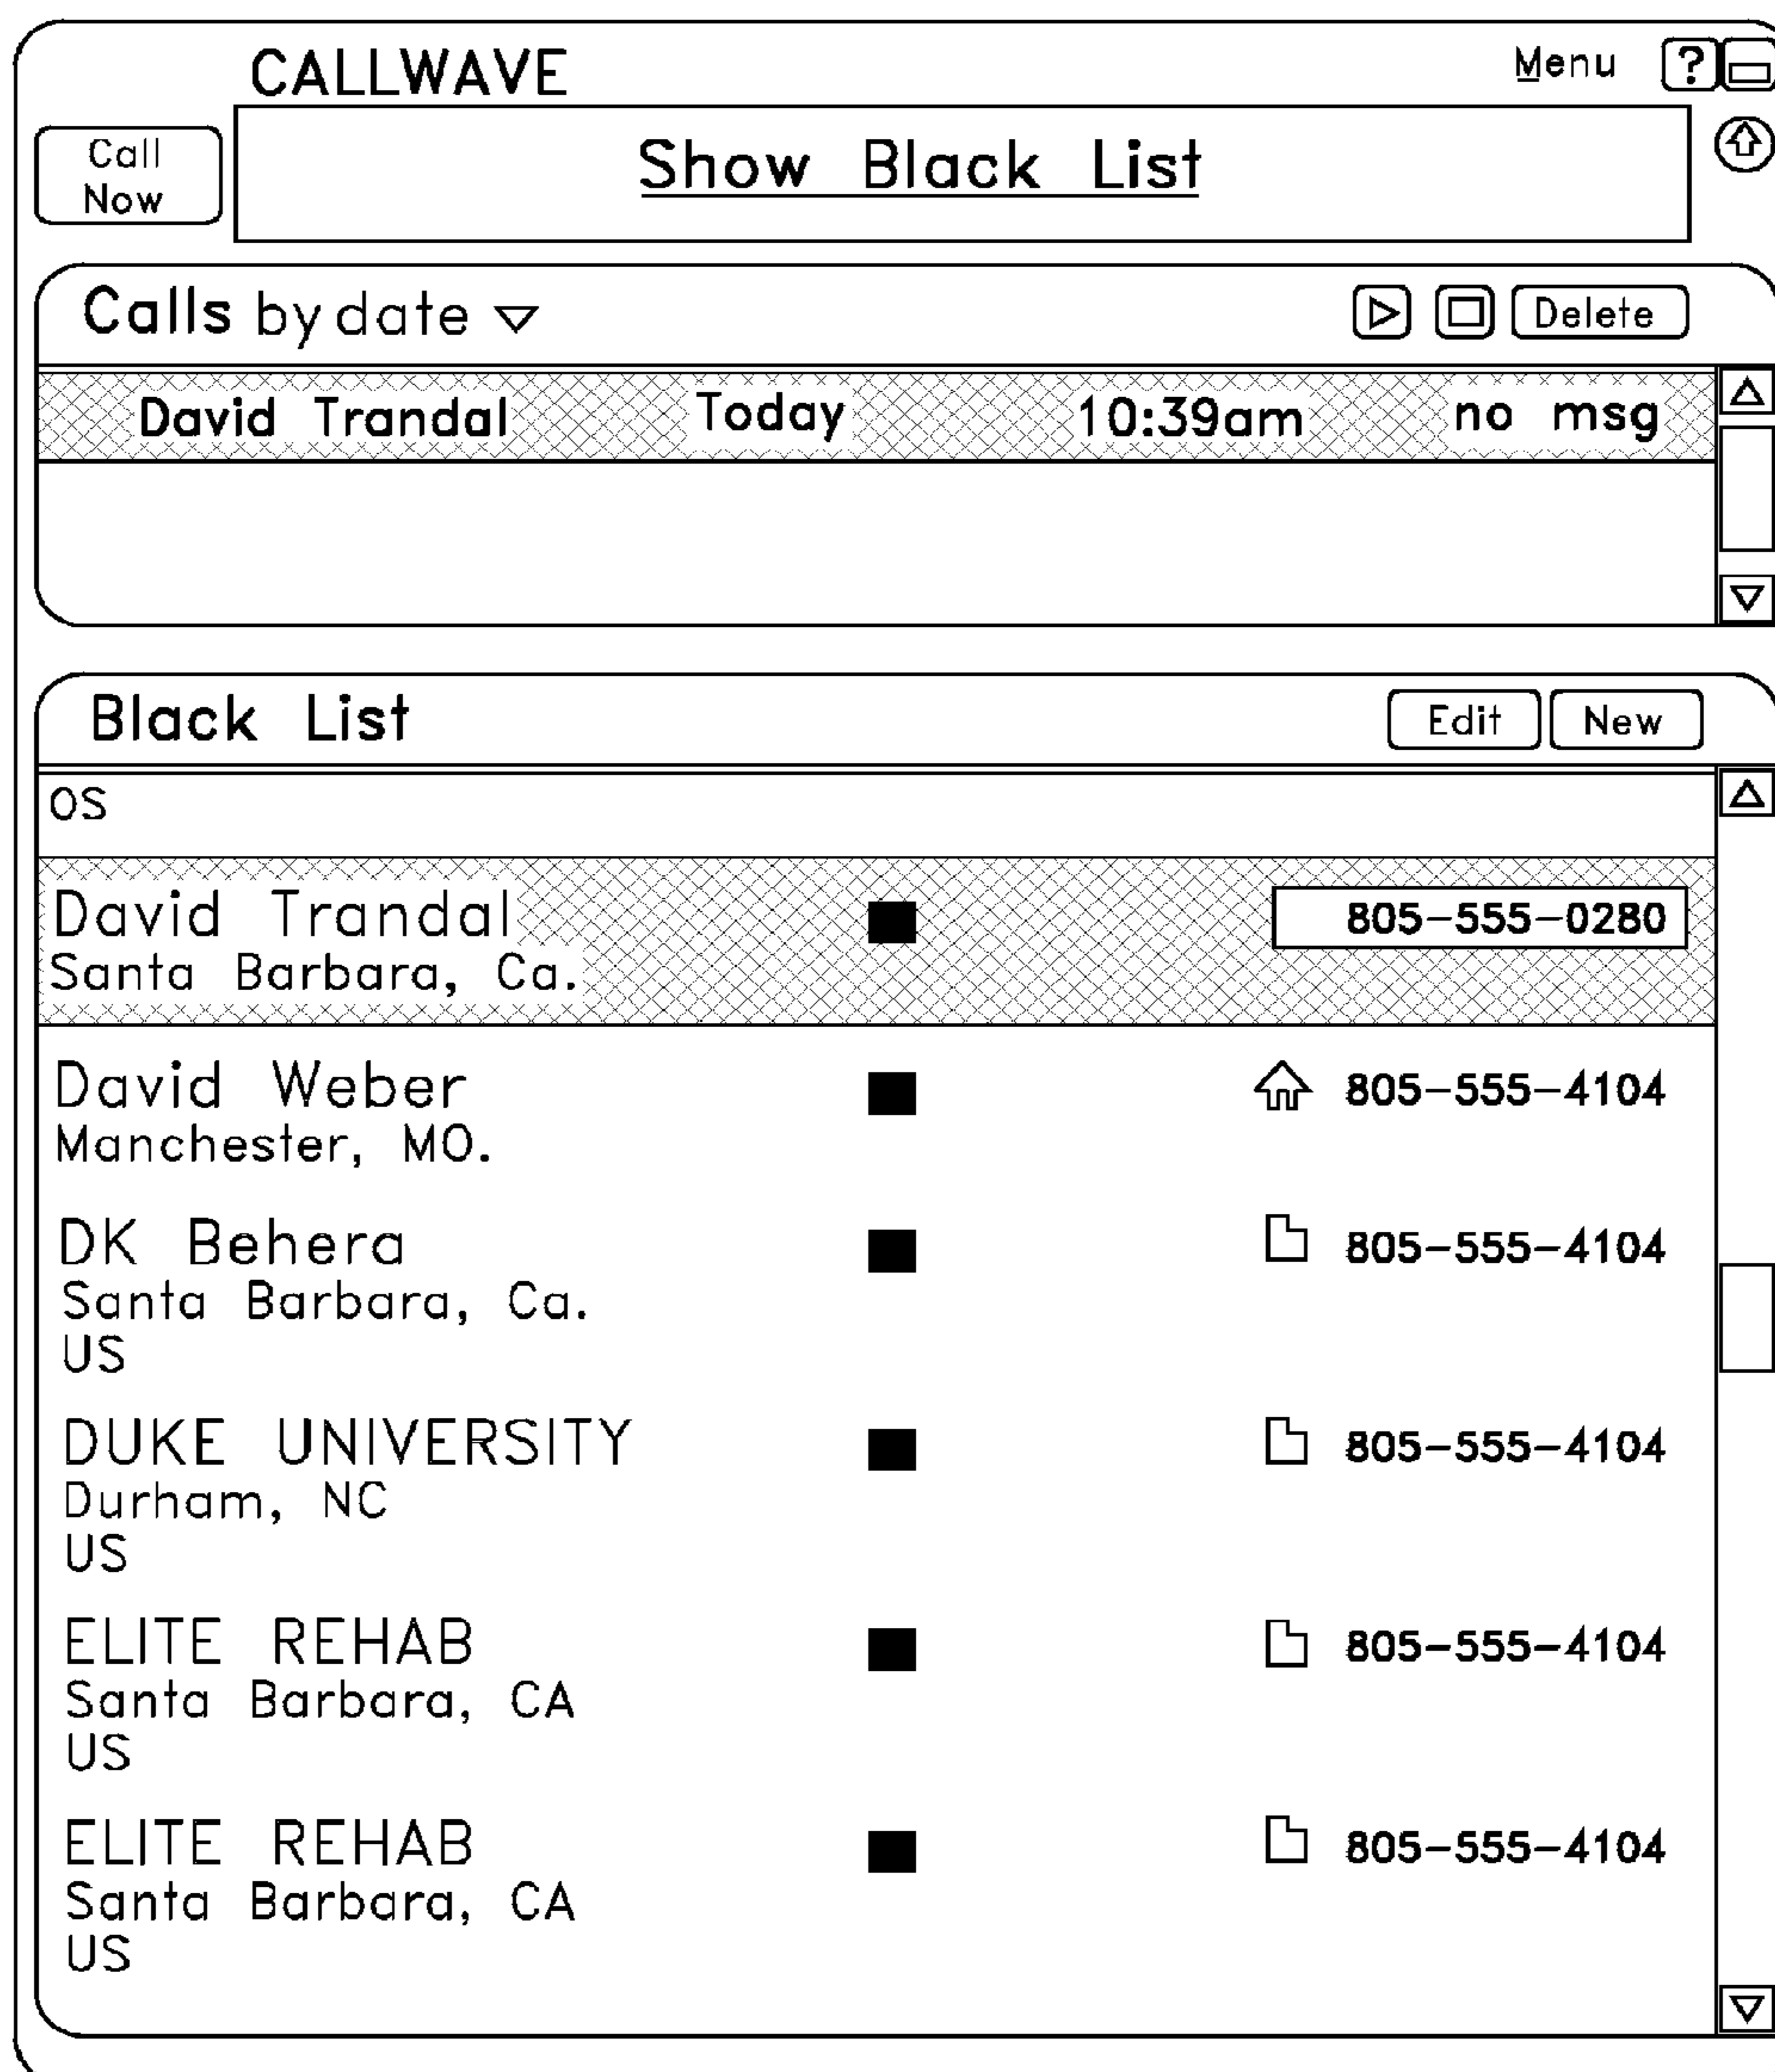 CALLWAVE Menu ?
Call
Now
Show Black List
Calls by date Delete
David Trandal Today 10:39am no msg
Black List Edit New
OS
David Trandal 805-555-0280
Santa Barbara, Ca.
David Weber 805-555-4104
Manchester, MO.
DK Behera 805-555-4104
Santa Barbara, Ca.
US
DUKE UNIVERSITY 805-555-4104
Durham, NC
US
ELITE REHAB 805-555-4104
Santa Barbara, CA
US
ELITE REHAB 805-555-4104
Santa Barbara, CA
US